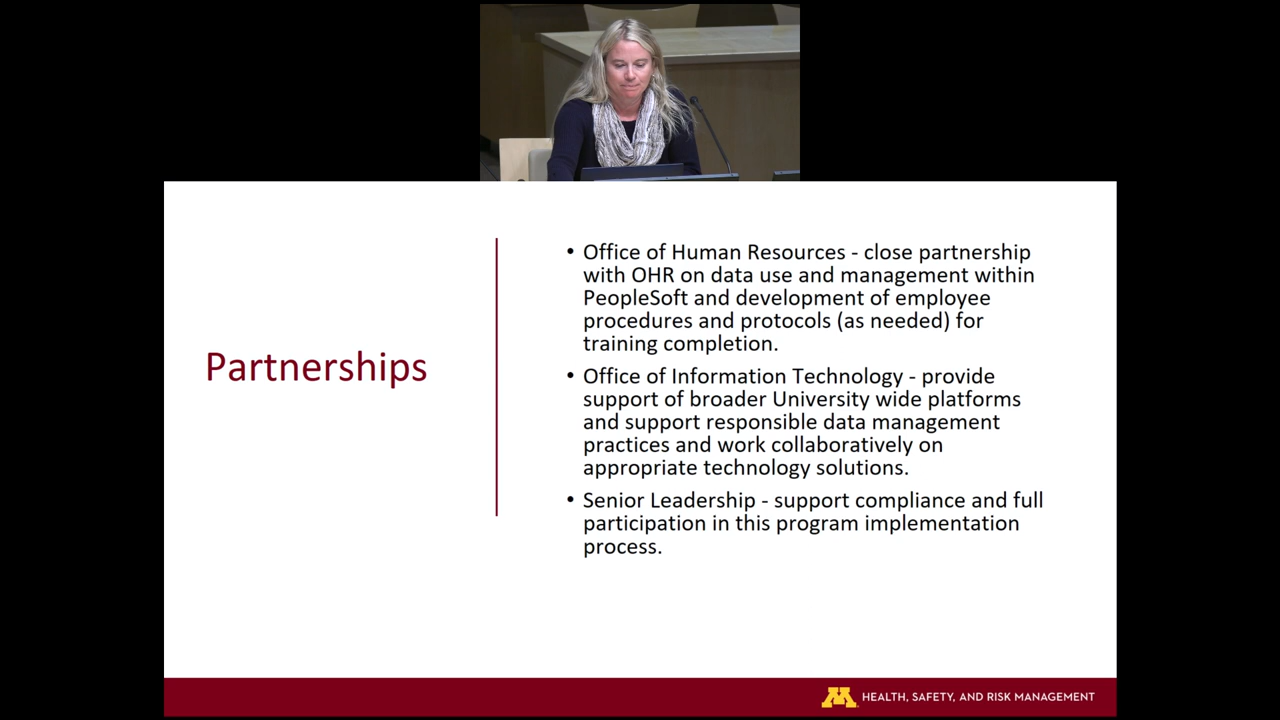 Partnerships
• Office of Human Resources - close partnership
with OHR on data use and management within
PeopleSoft and development of employee
procedures and protocols (as needed) for
training completion.
• Office of Information Technology - provide
support of broader University wide platforms
and support responsible data management
practices and work collaboratively on
appropriate technology solutions.
• Senior Leadership - support compliance and full
participation in this program implementation
process.
M HEALTH, SAFETY, AND RISK MANAGEMENT